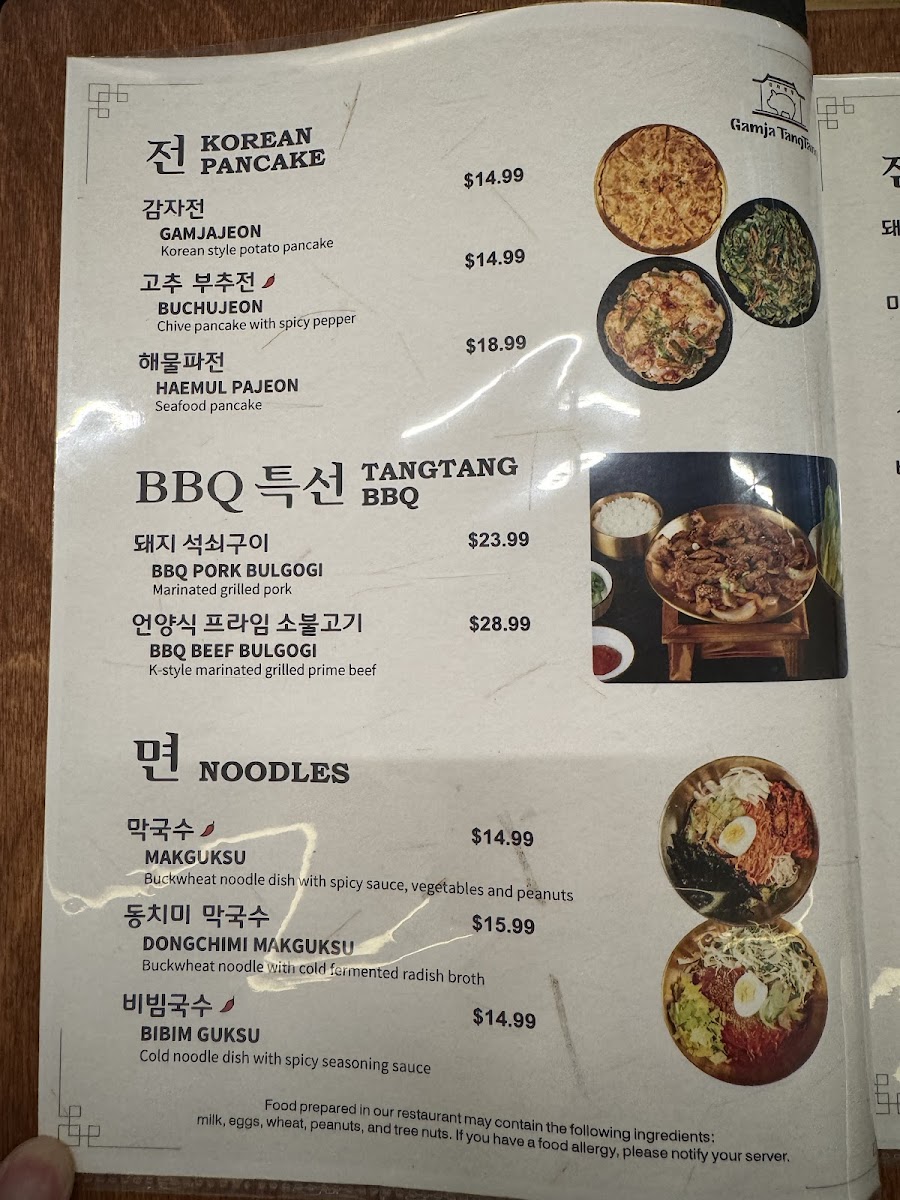 Gamja TangTang
전 KOREAN
PANCAKE
감자전 $14.99
GAMJAJEON
Korean style potato pancake
고추 부추전 $14.99
BUCHUJEON
Chive pancake with spicy pepper
해물파전 $18.99
HAEMUL PAJEON
Seafood pancake
BBQ 특선 TANGTANG
BBQ
돼지 석쇠구이 $23.99
BBQ PORK BULGOGI
Marinated grilled pork
언양식 프라임 소불고기 $28.99
BBQ BEEF BULGOGI
K-style marinated grilled prime beef
면 NOODLES
막국수 $14.99
MAKGUKSU
Buckwheat noodle dish with spicy sauce, vegetables and peanuts
동치미 막국수 $15.99
DONGCHIMI MAKGUKSU
Buckwheat noodle with cold fermented radish broth
비빔국수 $14.99
BIBIM GUKSU
Cold noodle dish with spicy seasoning sauce
Food prepared in our restaurant may contain the following ingredients:
milk, eggs, wheat, peanuts, and tree nuts. If you have a food allergy, please notify your server.